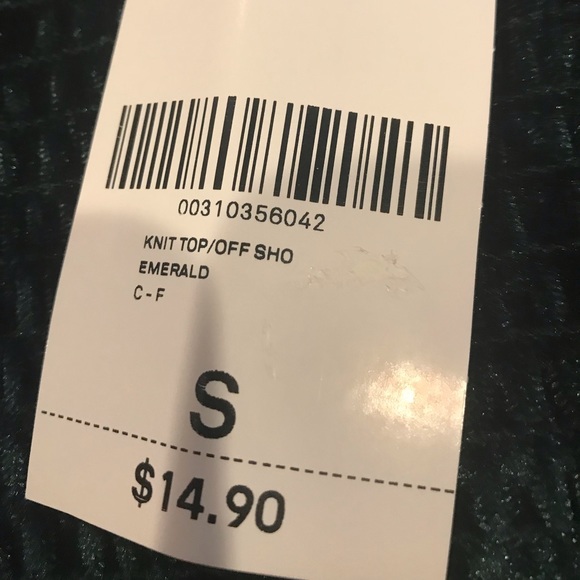 00310356042
KNIT TOP/OFF SHO
EMERALD
C - F
S
$14.90